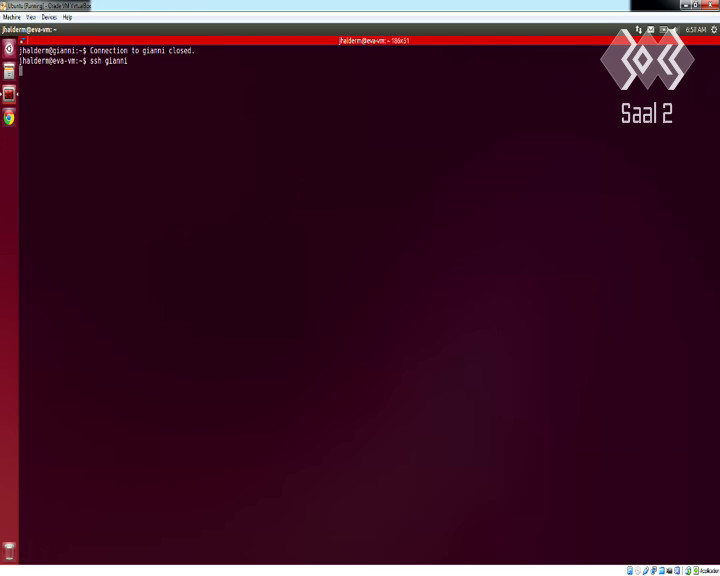 Ubuntu [Running] - Oracle VM VirtualBox
Machine View Devices Help
jhalderm@eva-vm: ~
6:52 AM
jhalderm@eva-vm: ~ 186x51
jhalderm@gianni:~$ Connection to gianni closed.
jhalderm@eva-vm:~$ ssh gianni
Saal 2